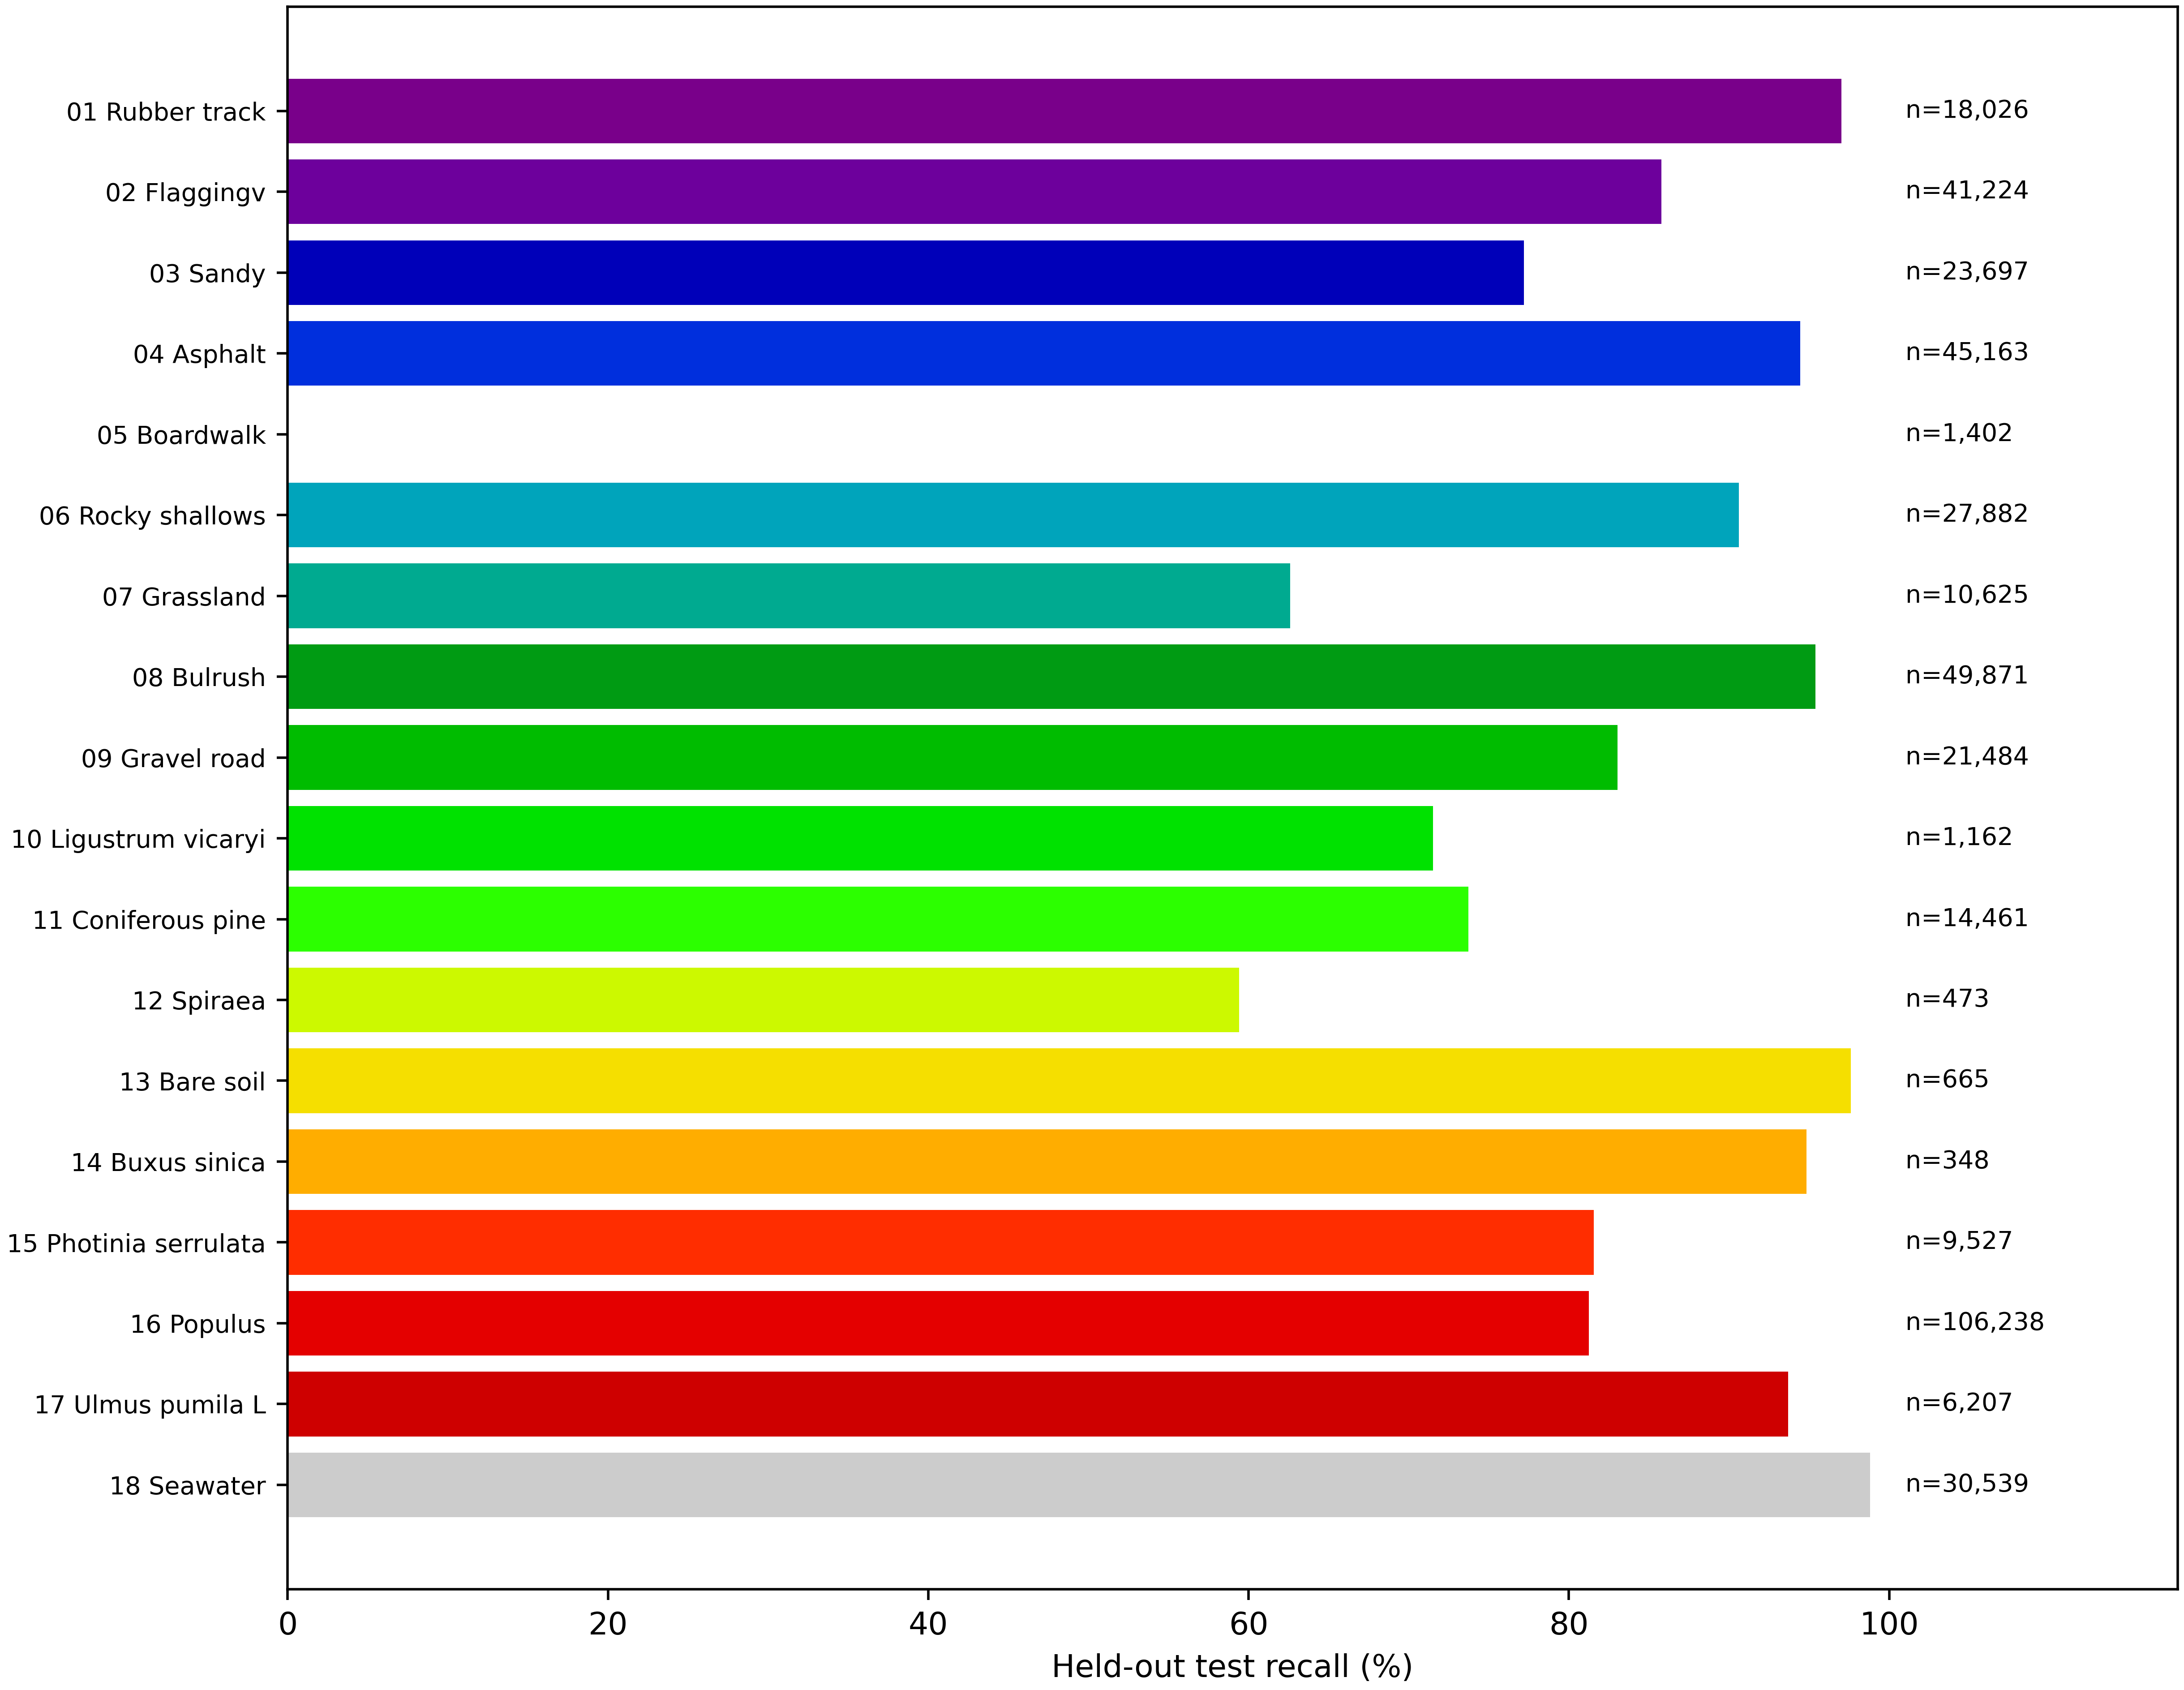 01 Rubber track n=18,026
02 Flaggingv n=41,224
03 Sandy n=23,697
04 Asphalt n=45,163
05 Boardwalk n=1,402
06 Rocky shallows n=27,882
07 Grassland n=10,625
08 Bulrush n=49,871
09 Gravel road n=21,484
10 Ligustrum vicaryi n=1,162
11 Coniferous pine n=14,461
12 Spiraea n=473
13 Bare soil n=665
14 Buxus sinica n=348
15 Photinia serrulata n=9,527
16 Populus n=106,238
17 Ulmus pumila L n=6,207
18 Seawater n=30,539
0 20 40 60 80 100
Held-out test recall (%)